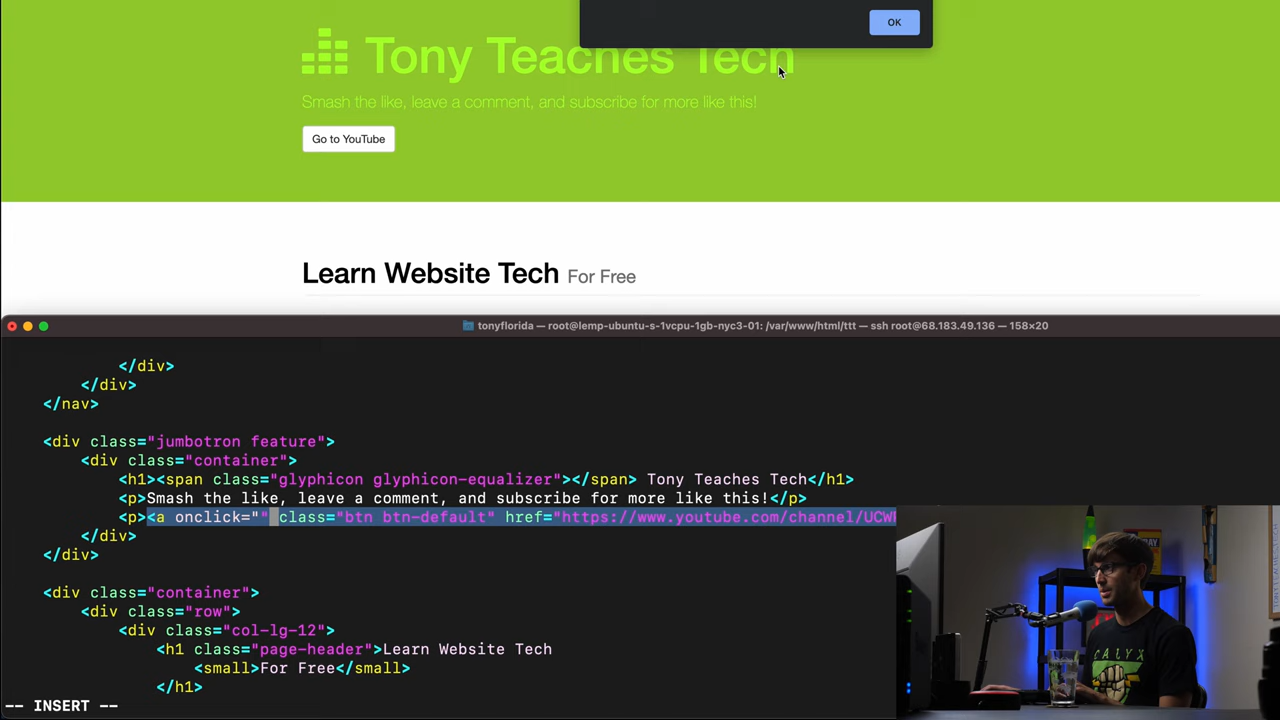 OK
Tony Teaches Tech
Smash the like, leave a comment, and subscribe for more like this!
Go to YouTube
Learn Website Tech For Free
tonyflorida — root@lemp-ubuntu-s-1vcpu-1gb-nyc3-01: /var/www/html/ttt — ssh root@68.183.49.136 — 158×20
</div>
</div>
</nav>
<div class="jumbotron feature">
<div class="container">
<h1><span class="glyphicon glyphicon-equalizer"></span> Tony Teaches Tech</h1>
<p>Smash the like, leave a comment, and subscribe for more like this!</p>
<p><a onclick="" class="btn btn-default" href="https://www.youtube.com/channel/UCW
</div>
</div>
<div class="container">
<div class="row">
<div class="col-lg-12">
<h1 class="page-header">Learn Website Tech
<small>For Free</small>
</h1>
-- INSERT --
CALYX